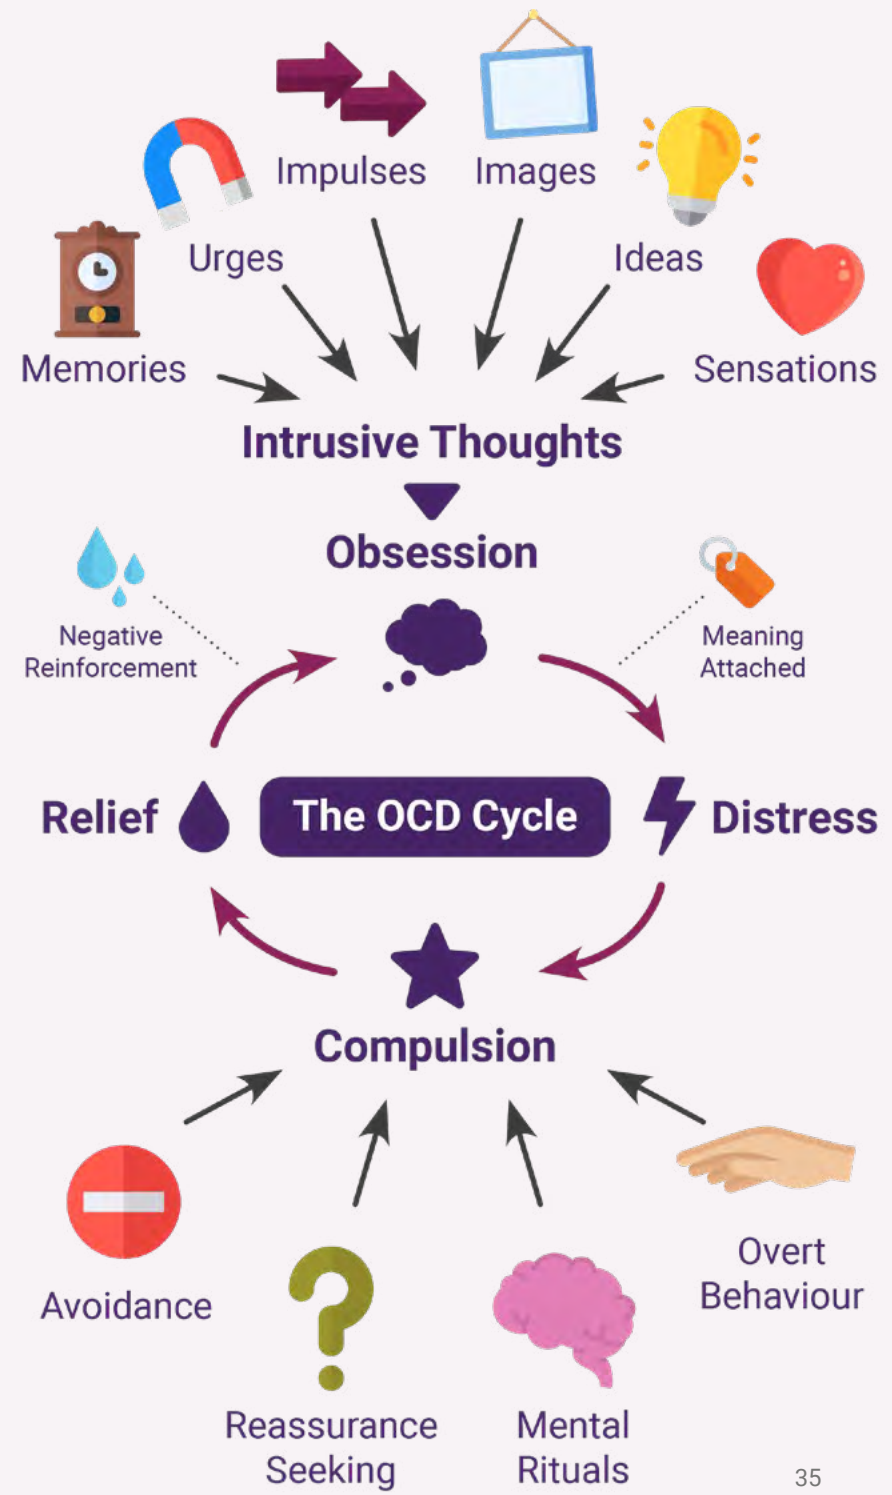 Impulses
Images
Urges
Ideas
Memories
Sensations
Intrusive Thoughts
Obsession
Negative
Reinforcement
Meaning
Attached
Relief
The OCD Cycle
Distress
Compulsion
Avoidance
Reassurance
Seeking
Mental
Rituals
Overt
Behaviour
35